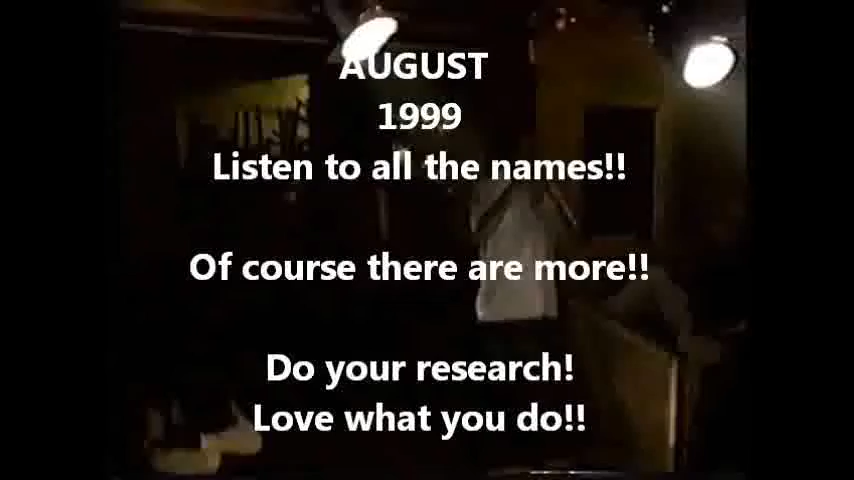 AUGUST
1999
Listen to all the names!!
Of course there are more!!
Do your research!
Love what you do!!